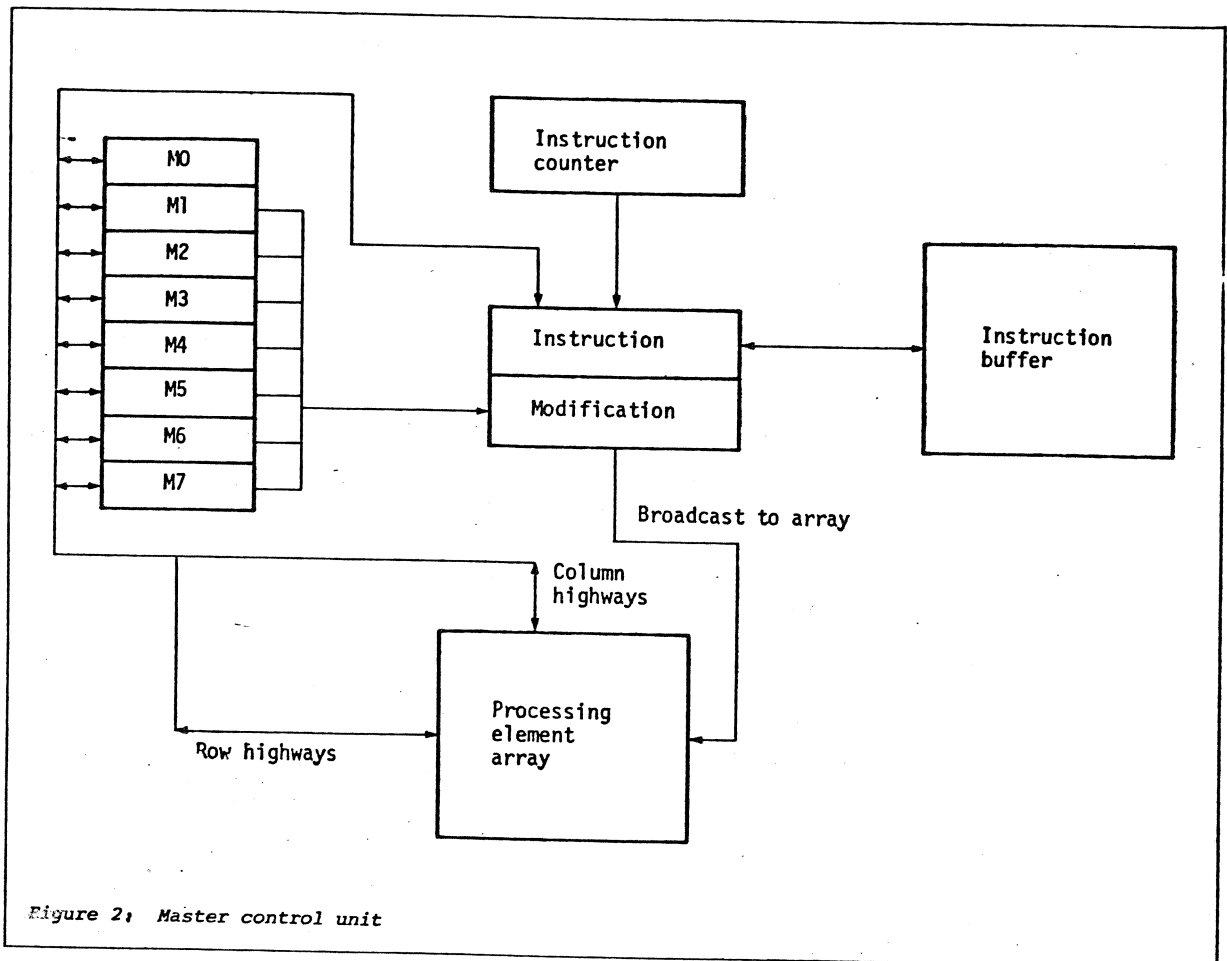 Instruction
counter
M0
M1
M2
M3
M4
M5
M6
M7
Instruction
Modification
Instruction
buffer
Broadcast to array
Column
highways
Processing
element
array
Row highways
Figure 2: Master control unit